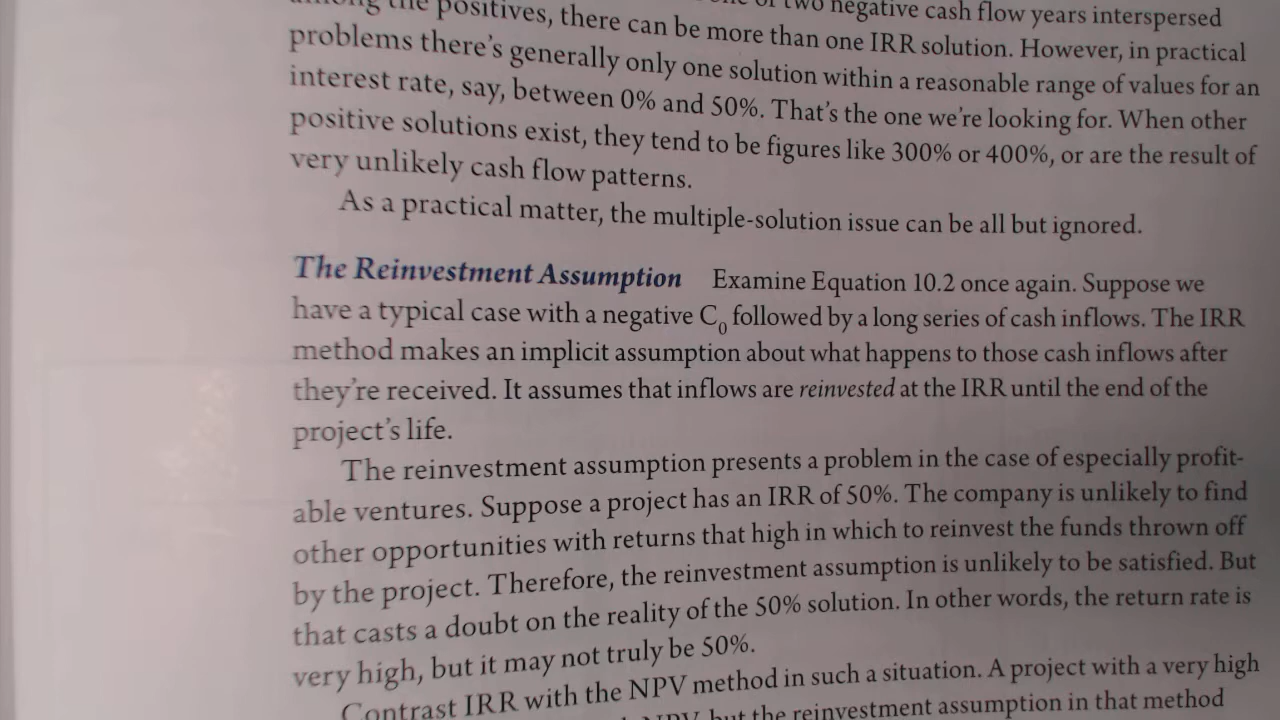 the positives, there can be more than one IRR solution. However, in practical
two negative cash flow years interspersed
problems there's generally only one solution within a reasonable range of values for an
interest rate, say, between 0% and 50%. That's the one we're looking for. When other
positive solutions exist, they tend to be figures like 300% or 400%, or are the result of
very unlikely cash flow patterns.
As a practical matter, the multiple-solution issue can be all but ignored.
The Reinvestment Assumption Examine Equation 10.2 once again. Suppose we
have a typical case with a negative C₀ followed by a long series of cash inflows. The IRR
method makes an implicit assumption about what happens to those cash inflows after
they're received. It assumes that inflows are reinvested at the IRR until the end of the
project's life.
The reinvestment assumption presents a problem in the case of especially profit-
able ventures. Suppose a project has an IRR of 50%. The company is unlikely to find
other opportunities with returns that high in which to reinvest the funds thrown off
by the project. Therefore, the reinvestment assumption is unlikely to be satisfied. But
that casts a doubt on the reality of the 50% solution. In other words, the return rate is
very high, but it may not truly be 50%.
Contrast IRR with the NPV method in such a situation. A project with a very high
NPV, but the reinvestment assumption in that method